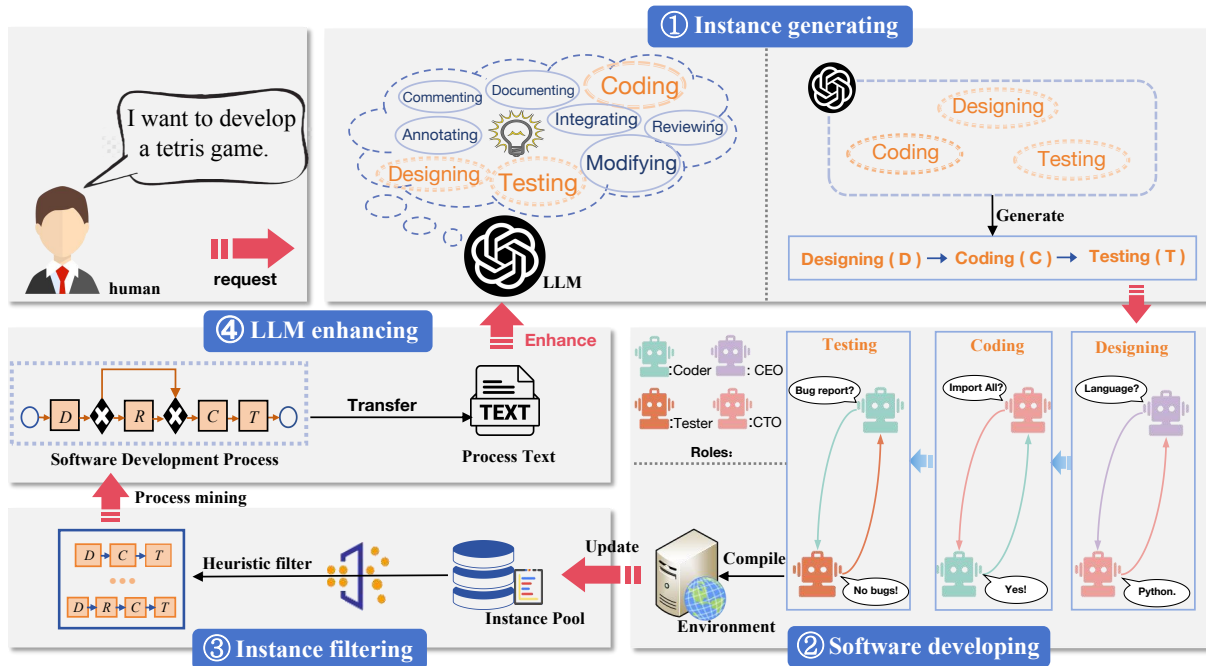 ① Instance generating
I want to develop
a tetris game.
human
request
Commenting
Documenting
Coding
Annotating
Integrating
Reviewing
Designing
Testing
Modifying
LLM
Designing
Coding
Testing
Generate
Designing ( D )
Coding ( C )
Testing ( T )
④ LLM enhancing
Enhance
D
R
C
T
Transfer
TEXT
Software Development Process
Process Text
Process mining
:Coder
: CEO
:Tester
:CTO
Roles:
Testing
Bug report?
No bugs!
Coding
Import All?
Yes!
Designing
Language?
Python.
D
C
T
D
R
C
T
Heuristic filter
Instance Pool
Update
Compile
Environment
③ Instance filtering
② Software developing